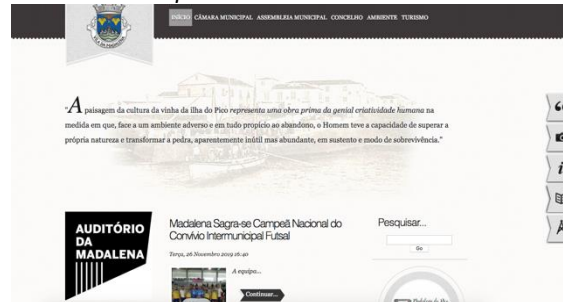 INÍCIO CÂMARA MUNICIPAL ASSEMBLEIA MUNICIPAL CONCELHO AMBIENTE TURISMO
"A paisagem da cultura da vinha da ilha do Pico representa uma obra prima da genial criatividade humana na
medida em que, face a um ambiente adverso e em tudo propício ao abandono, o Homem teve a capacidade de superar a
própria natureza e transformar a pedra, aparentemente inútil mas abundante, em sustento e modo de sobrevivência."
AUDITÓRIO
DA
MADALENA
Madalena Sagra-se Campeã Nacional do
Convívio Intermunicipal Futsal
Terça, 26 Novembro 2019 16:40
A equipa...
Continuar...
Pesquisar...
Go